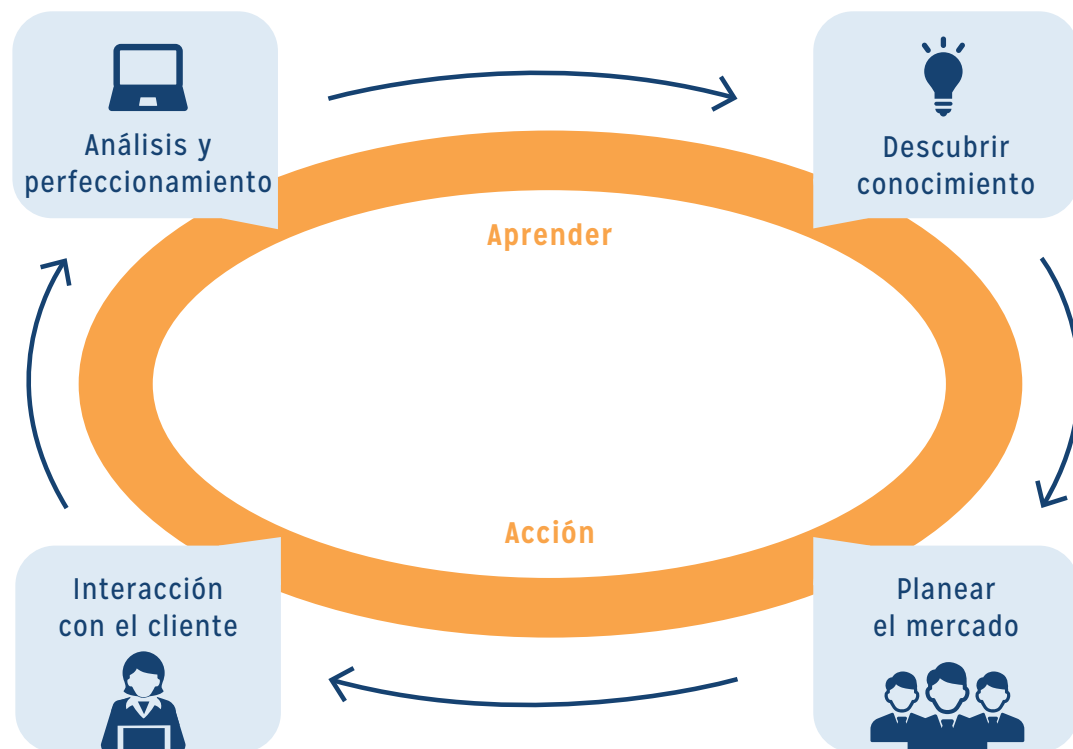 Análisis y
perfeccionamiento
Descubrir
conocimiento
Aprender
Acción
Interacción
con el cliente
Planear
el mercado